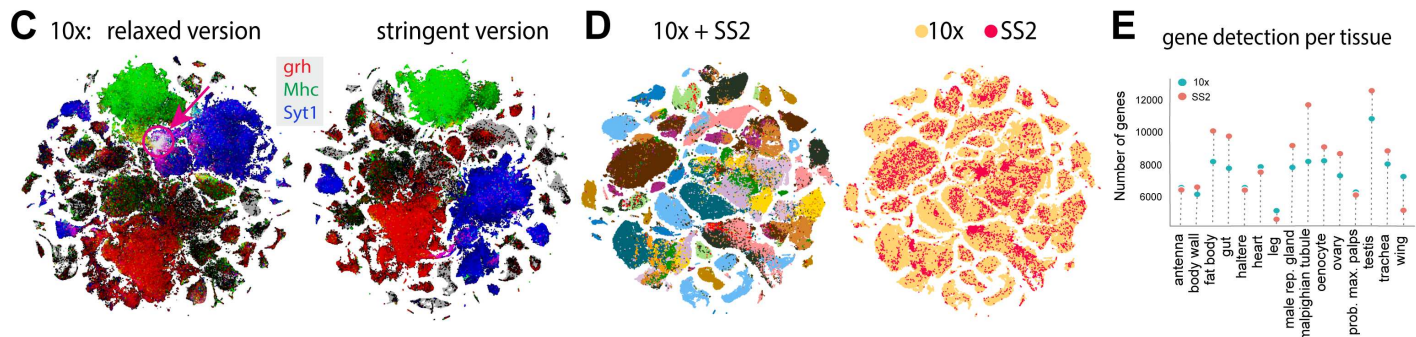 C 10x: relaxed version
stringent version
grh
Mhc
Syt1
D 10x + SS2
10x SS2
E gene detection per tissue
10x
SS2
Number of genes
12000
10000
8000
6000
antenna
body wall
fat body
gut
haltere
heart
leg
male rep. gland
malpighian tubule
oenocyte
ovary
prob. max. palps
testis
trachea
wing